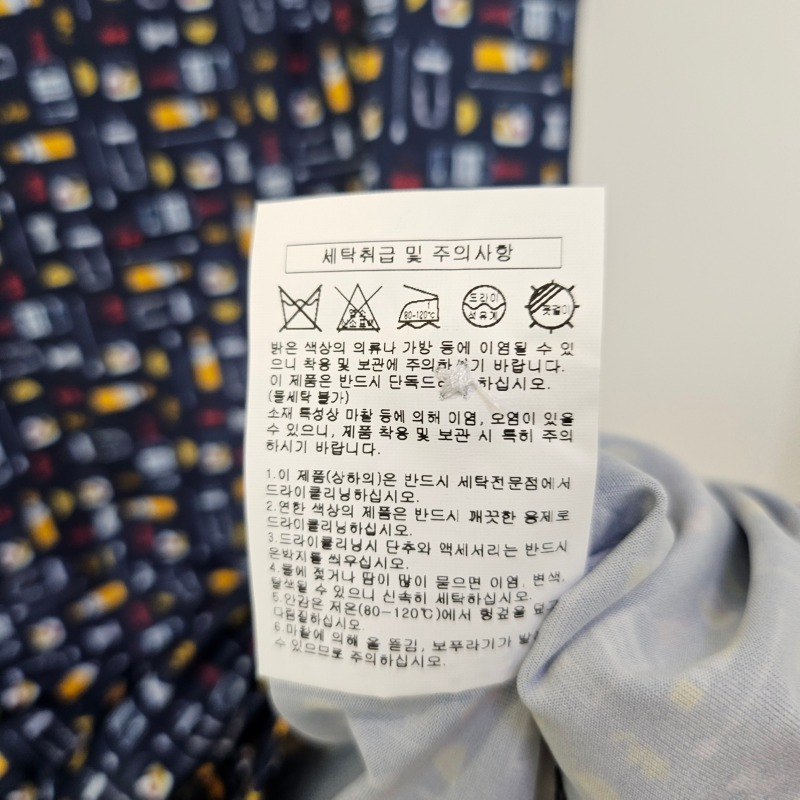 세탁취급 및 주의사항
80-120℃
드라이
석유계
옷걸이
밝은 색상의 의류나 가방 등에 이염될 수 있
으니 착용 및 보관에 주의하기 바랍니다.
이 제품은 반드시 단독드 하십시오.
(물세탁 불가)
소재 특성상 마찰 등에 의해 이염, 오염이 있을
수 있으니, 제품 착용 및 보관 시 특히 주의
하시기 바랍니다.
1.이 제품(상하의)은 반드시 세탁전문점에서
드라이클리닝하십시오.
2.연한 색상의 제품은 반드시 깨끗한 용제로
드라이클리닝하십시오.
3.드라이클리닝시 단추와 액세서리는 반드시
은박지를 씌우십시오.
4.물에 젖거나 땀이 많이 묻으면 이염. 변색.
탈색될 수 있으니 신속히 세탁하십시오.
5.안감은 저온(80-120℃)에서 헝겊을 덮고
다림질하십시오
6.마찰에 의해 올 뜯김, 보푸라기가 발
수 있으므로 주의하십시오.